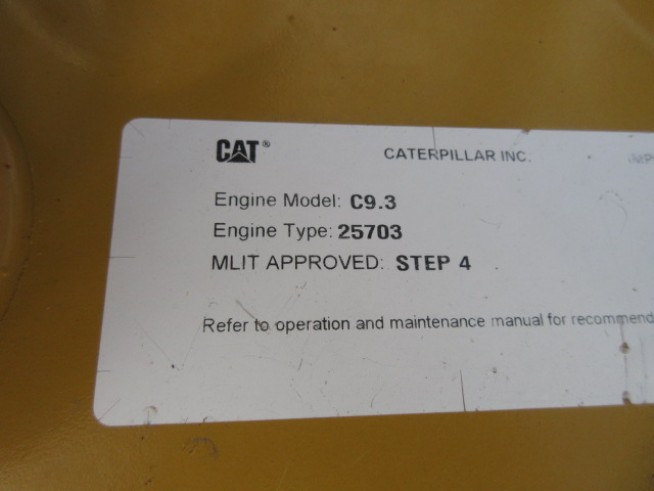 CAT® CATERPILLAR INC.
Engine Model: C9.3
Engine Type: 25703
MLIT APPROVED: STEP 4
Refer to operation and maintenance manual for recommend